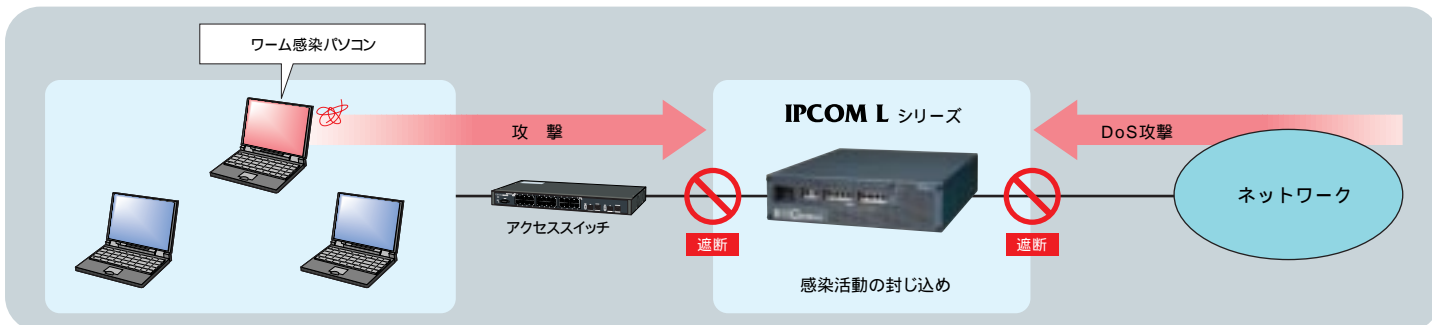 ワーム感染パソコン
攻 撃
IPCOM L シリーズ
DoS攻撃
ネットワーク
アクセススイッチ
遮断
遮断
感染活動の封じ込め